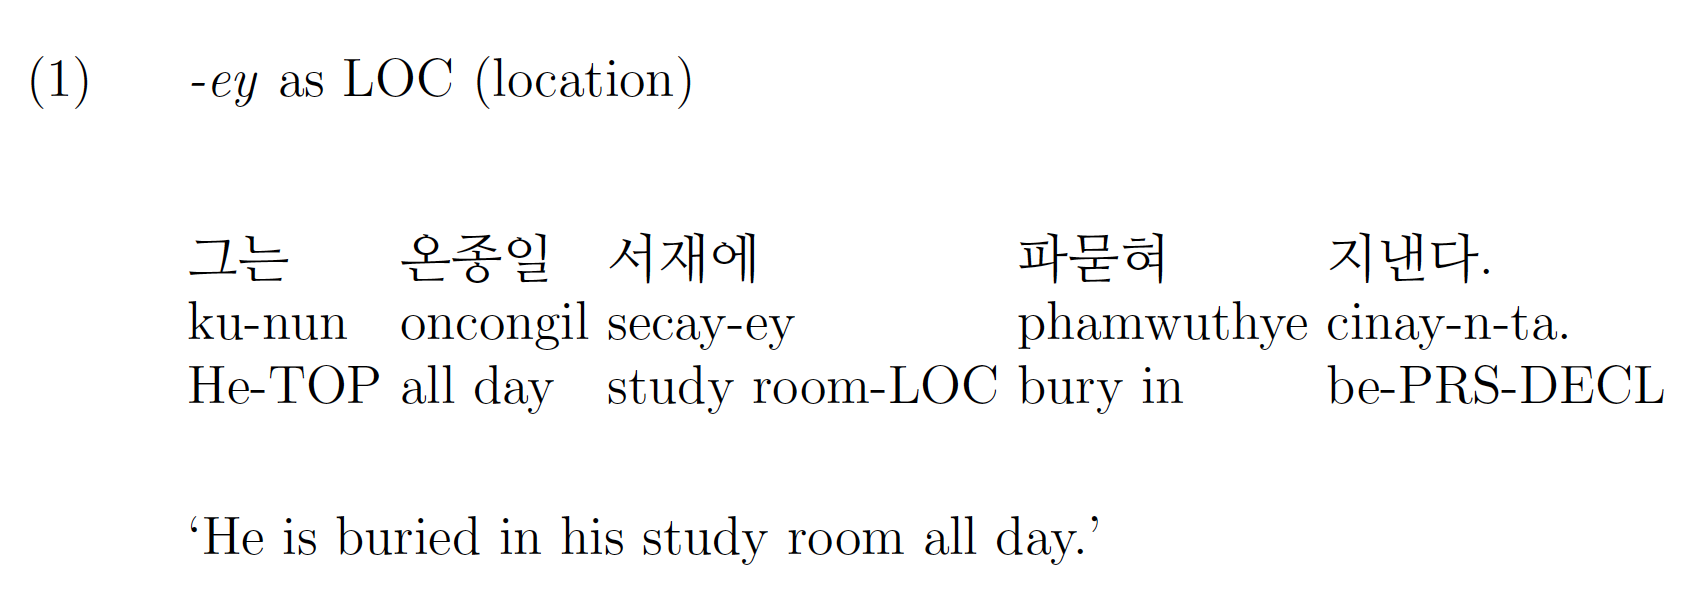 (1) -ey as LOC (location)
그는 온종일 서재에 파묻혀 지낸다.
ku-nun oncongil secay-ey phamwuthye cinay-n-ta.
He-TOP all day study room-LOC bury in be-PRS-DECL
‘He is buried in his study room all day.’